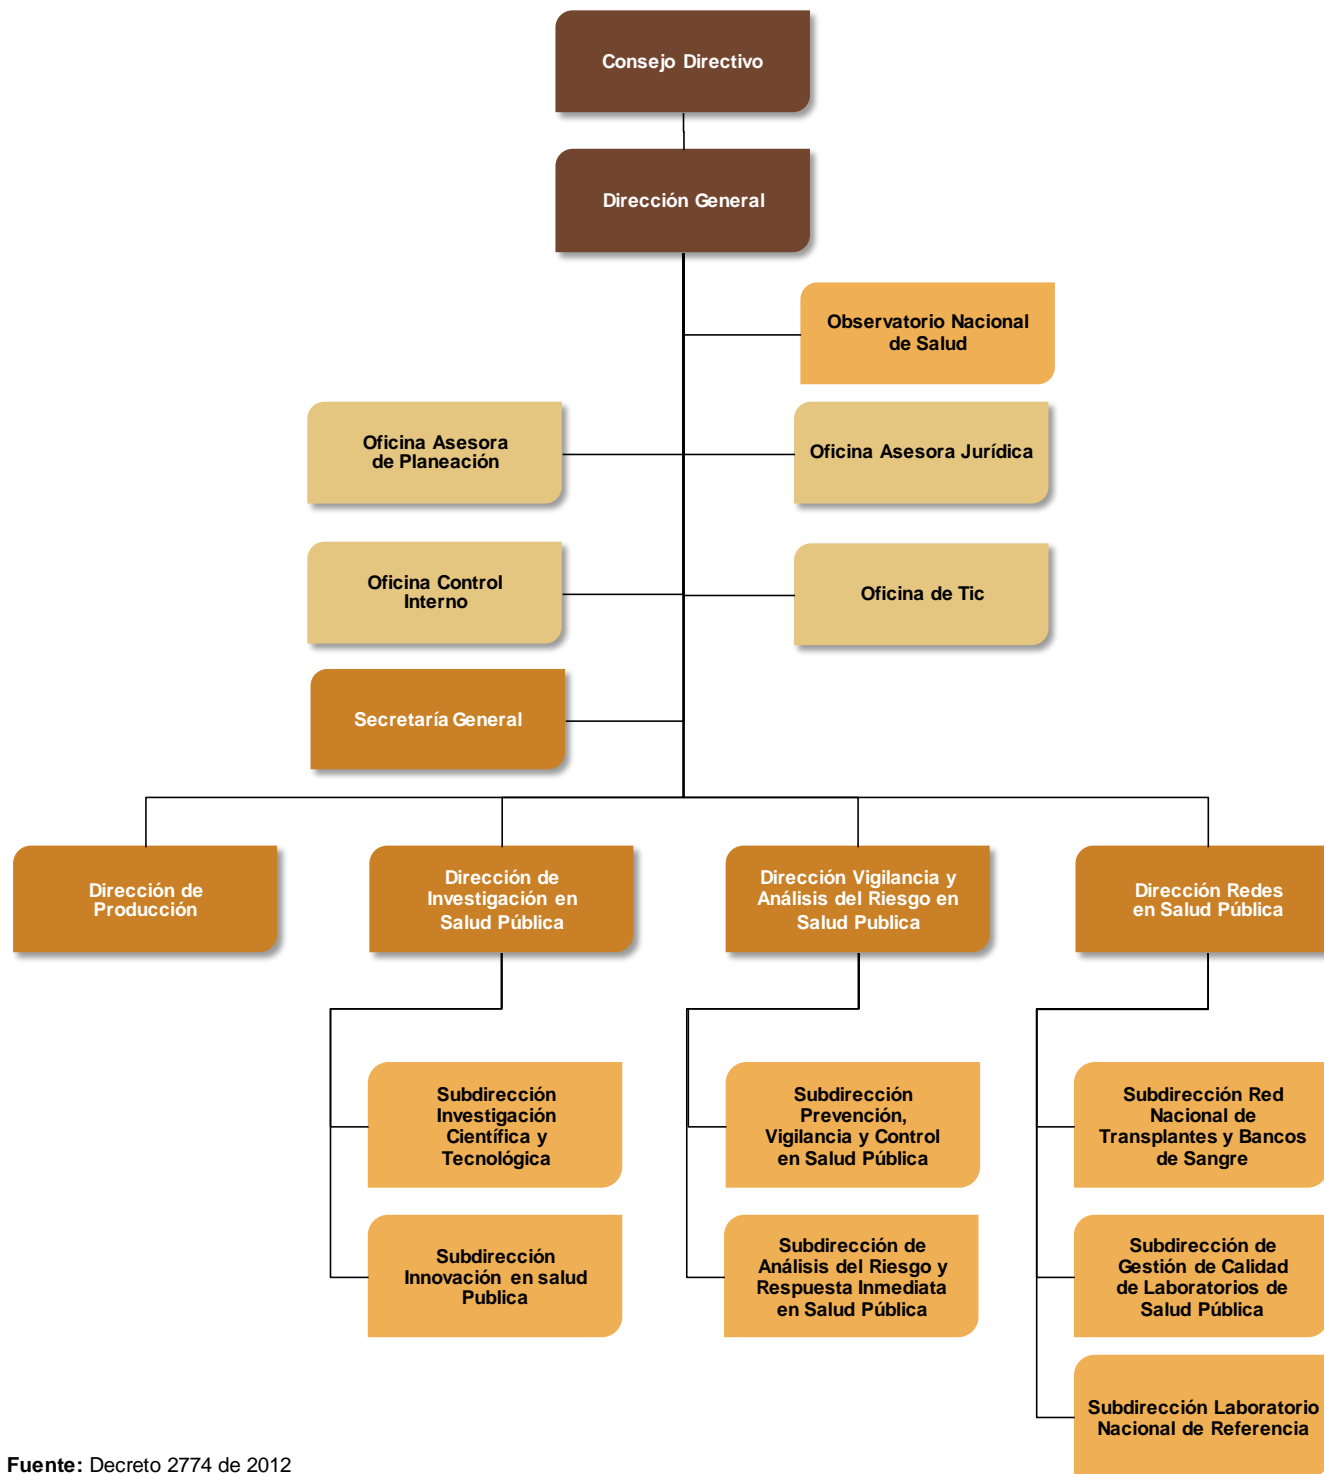 Consejo Directivo
Dirección General
Observatorio Nacional
de Salud
Oficina Asesora
de Planeación
Oficina Asesora Jurídica
Oficina Control
Interno
Oficina de Tic
Secretaría General
Dirección de
Producción
Dirección de
Investigación en
Salud Pública
Dirección Vigilancia y
Análisis del Riesgo en
Salud Publica
Dirección Redes
en Salud Pública
Subdirección
Investigación
Científica y
Tecnológica
Subdirección
Prevención,
Vigilancia y Control
en Salud Pública
Subdirección Red
Nacional de
Transplantes y Bancos
de Sangre
Subdirección
Innovación en salud
Publica
Subdirección de
Análisis del Riesgo y
Respuesta Inmediata
en Salud Pública
Subdirección de
Gestión de Calidad
de Laboratorios de
Salud Pública
Subdirección Laboratorio
Nacional de Referencia
Fuente: Decreto 2774 de 2012